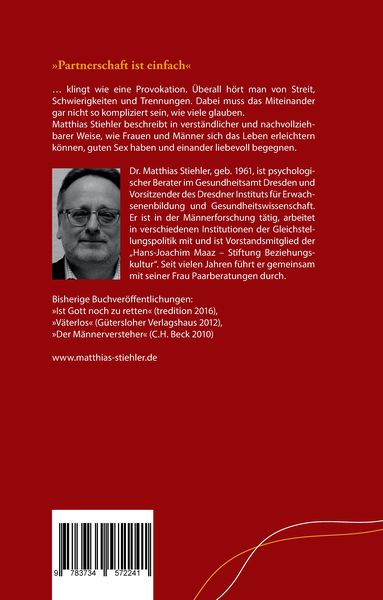 »Partnerschaft ist einfach«
… klingt wie eine Provokation. Überall hört man von Streit,
Schwierigkeiten und Trennungen. Dabei muss das Miteinander
gar nicht so kompliziert sein, wie viele glauben.
Matthias Stiehler beschreibt in verständlicher und nachvollzieh-
barer Weise, wie Frauen und Männer sich das Leben erleichtern
können, guten Sex haben und einander liebevoll begegnen.
Dr. Matthias Stiehler, geb. 1961, ist psychologi-
scher Berater im Gesundheitsamt Dresden und
Vorsitzender des Dresdner Instituts für Erwach-
senenbildung und Gesundheitswissenschaft.
Er ist in der Männerforschung tätig, arbeitet
in verschiedenen Institutionen der Gleichstel-
lungspolitik mit und ist Vorstandsmitglied der
„Hans-Joachim Maaz – Stiftung Beziehungs-
kultur“. Seit vielen Jahren führt er gemeinsam
mit seiner Frau Paarberatungen durch.
Bisherige Buchveröffentlichungen:
»Ist Gott noch zu retten« (tredition 2016),
»Väterlos« (Gütersloher Verlagshaus 2012),
»Der Männerversteher« (C.H. Beck 2010)
www.matthias-stiehler.de
9 783734 572241